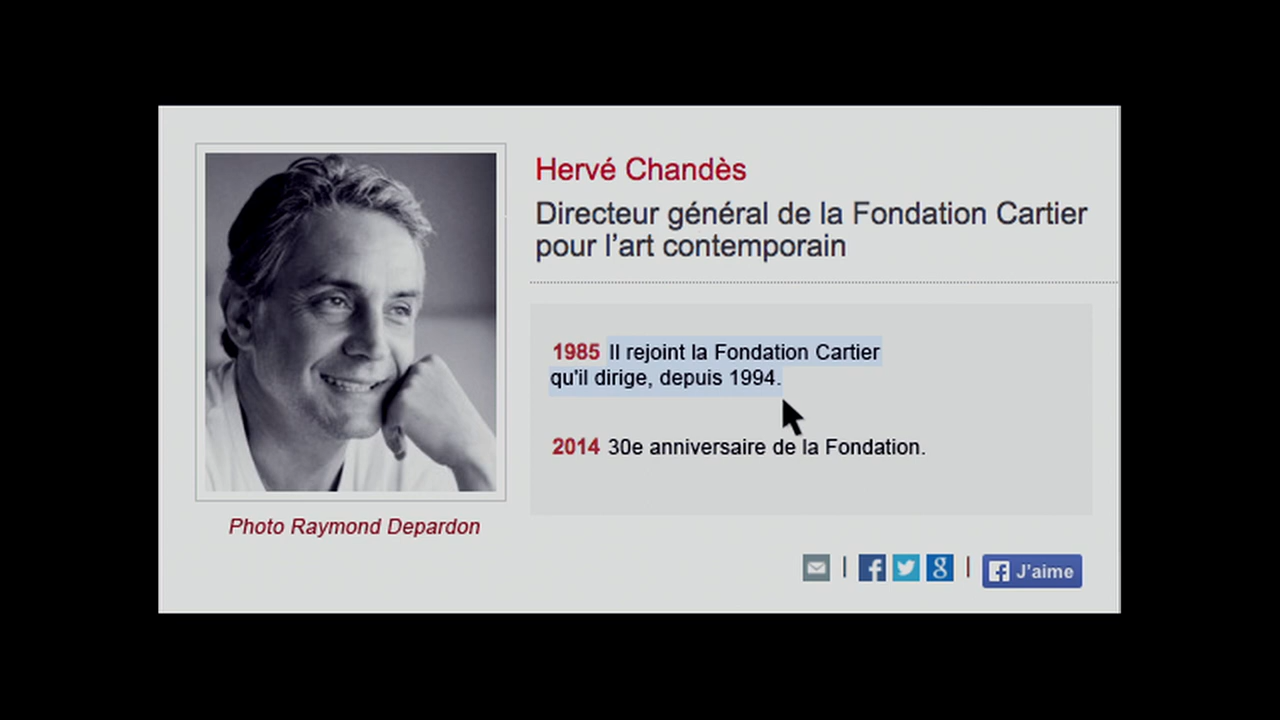 Hervé Chandès
Directeur général de la Fondation Cartier
pour l’art contemporain
1985 Il rejoint la Fondation Cartier
qu'il dirige, depuis 1994.
2014 30e anniversaire de la Fondation.
Photo Raymond Depardon
J’aime